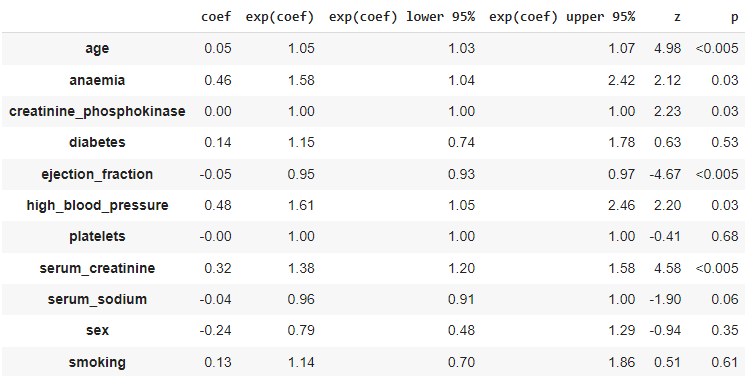 coef exp(coef) exp(coef) lower 95% exp(coef) upper 95% z p
age 0.05 1.05 1.03 1.07 4.98 <0.005
anaemia 0.46 1.58 1.04 2.42 2.12 0.03
creatinine_phosphokinase 0.00 1.00 1.00 1.00 2.23 0.03
diabetes 0.14 1.15 0.74 1.78 0.63 0.53
ejection_fraction -0.05 0.95 0.93 0.97 -4.67 <0.005
high_blood_pressure 0.48 1.61 1.05 2.46 2.20 0.03
platelets -0.00 1.00 1.00 1.00 -0.41 0.68
serum_creatinine 0.32 1.38 1.20 1.58 4.58 <0.005
serum_sodium -0.04 0.96 0.91 1.00 -1.90 0.06
sex -0.24 0.79 0.48 1.29 -0.94 0.35
smoking 0.13 1.14 0.70 1.86 0.51 0.61